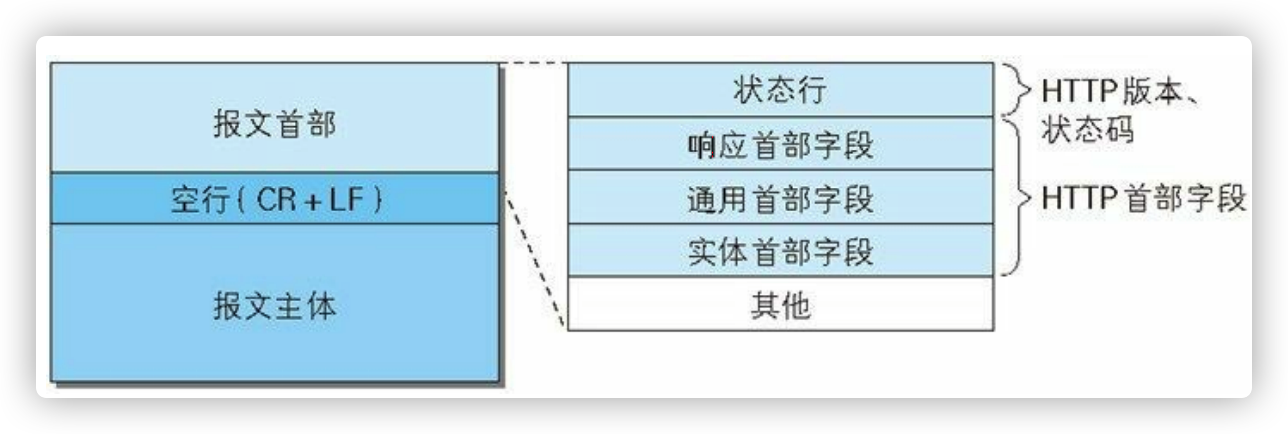 报文首部
空行(CR+LF)
报文主体
状态行
响应首部字段
通用首部字段
实体首部字段
其他
HTTP版本、
状态码
HTTP首部字段